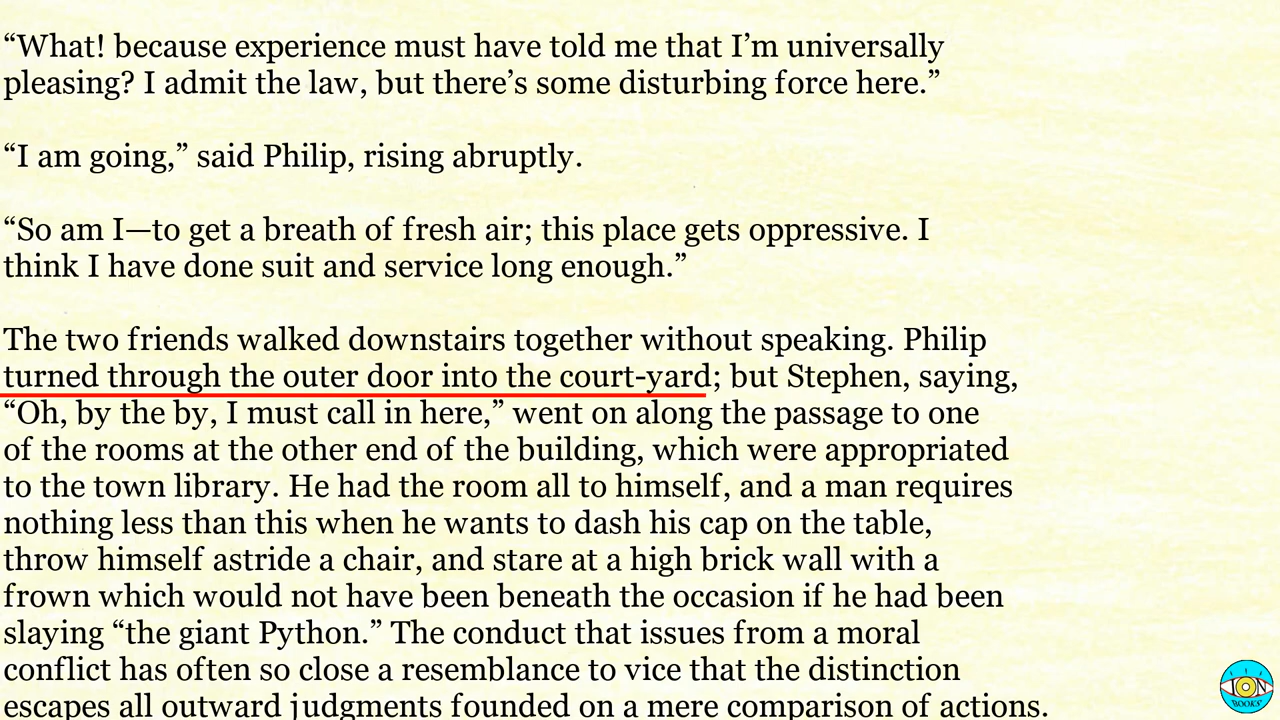 “What! because experience must have told me that I’m universally
pleasing? I admit the law, but there’s some disturbing force here.”
“I am going,” said Philip, rising abruptly.
“So am I—to get a breath of fresh air; this place gets oppressive. I
think I have done suit and service long enough.”
The two friends walked downstairs together without speaking. Philip
turned through the outer door into the court-yard; but Stephen, saying,
“Oh, by the by, I must call in here,” went on along the passage to one
of the rooms at the other end of the building, which were appropriated
to the town library. He had the room all to himself, and a man requires
nothing less than this when he wants to dash his cap on the table,
throw himself astride a chair, and stare at a high brick wall with a
frown which would not have been beneath the occasion if he had been
slaying “the giant Python.” The conduct that issues from a moral
conflict has often so close a resemblance to vice that the distinction
escapes all outward judgments founded on a mere comparison of actions.
ION
BOOKS